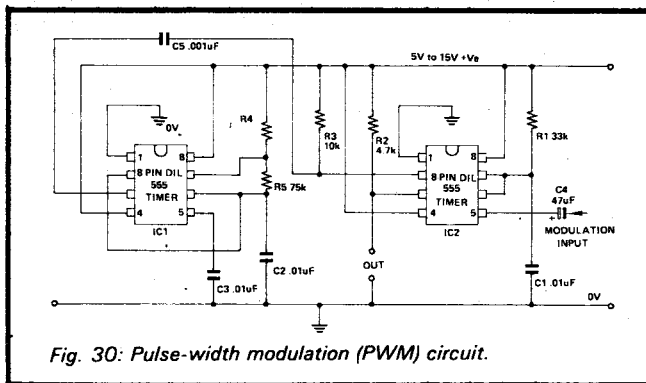 C5 .001uF
5V to 15V +Ve
R4
0V
R3
10k
R2
4.7k
R1 33k
1
8
8 PIN DIL
555
TIMER
4
5
IC1
R5 75k
1
8
8 PIN DIL
555
TIMER
4
5
IC2
C4
47uF
+
MODULATION
INPUT
OUT
C3 .01uF
C2 .01uF
C1 .01uF
0V
Fig. 30: Pulse-width modulation (PWM) circuit.